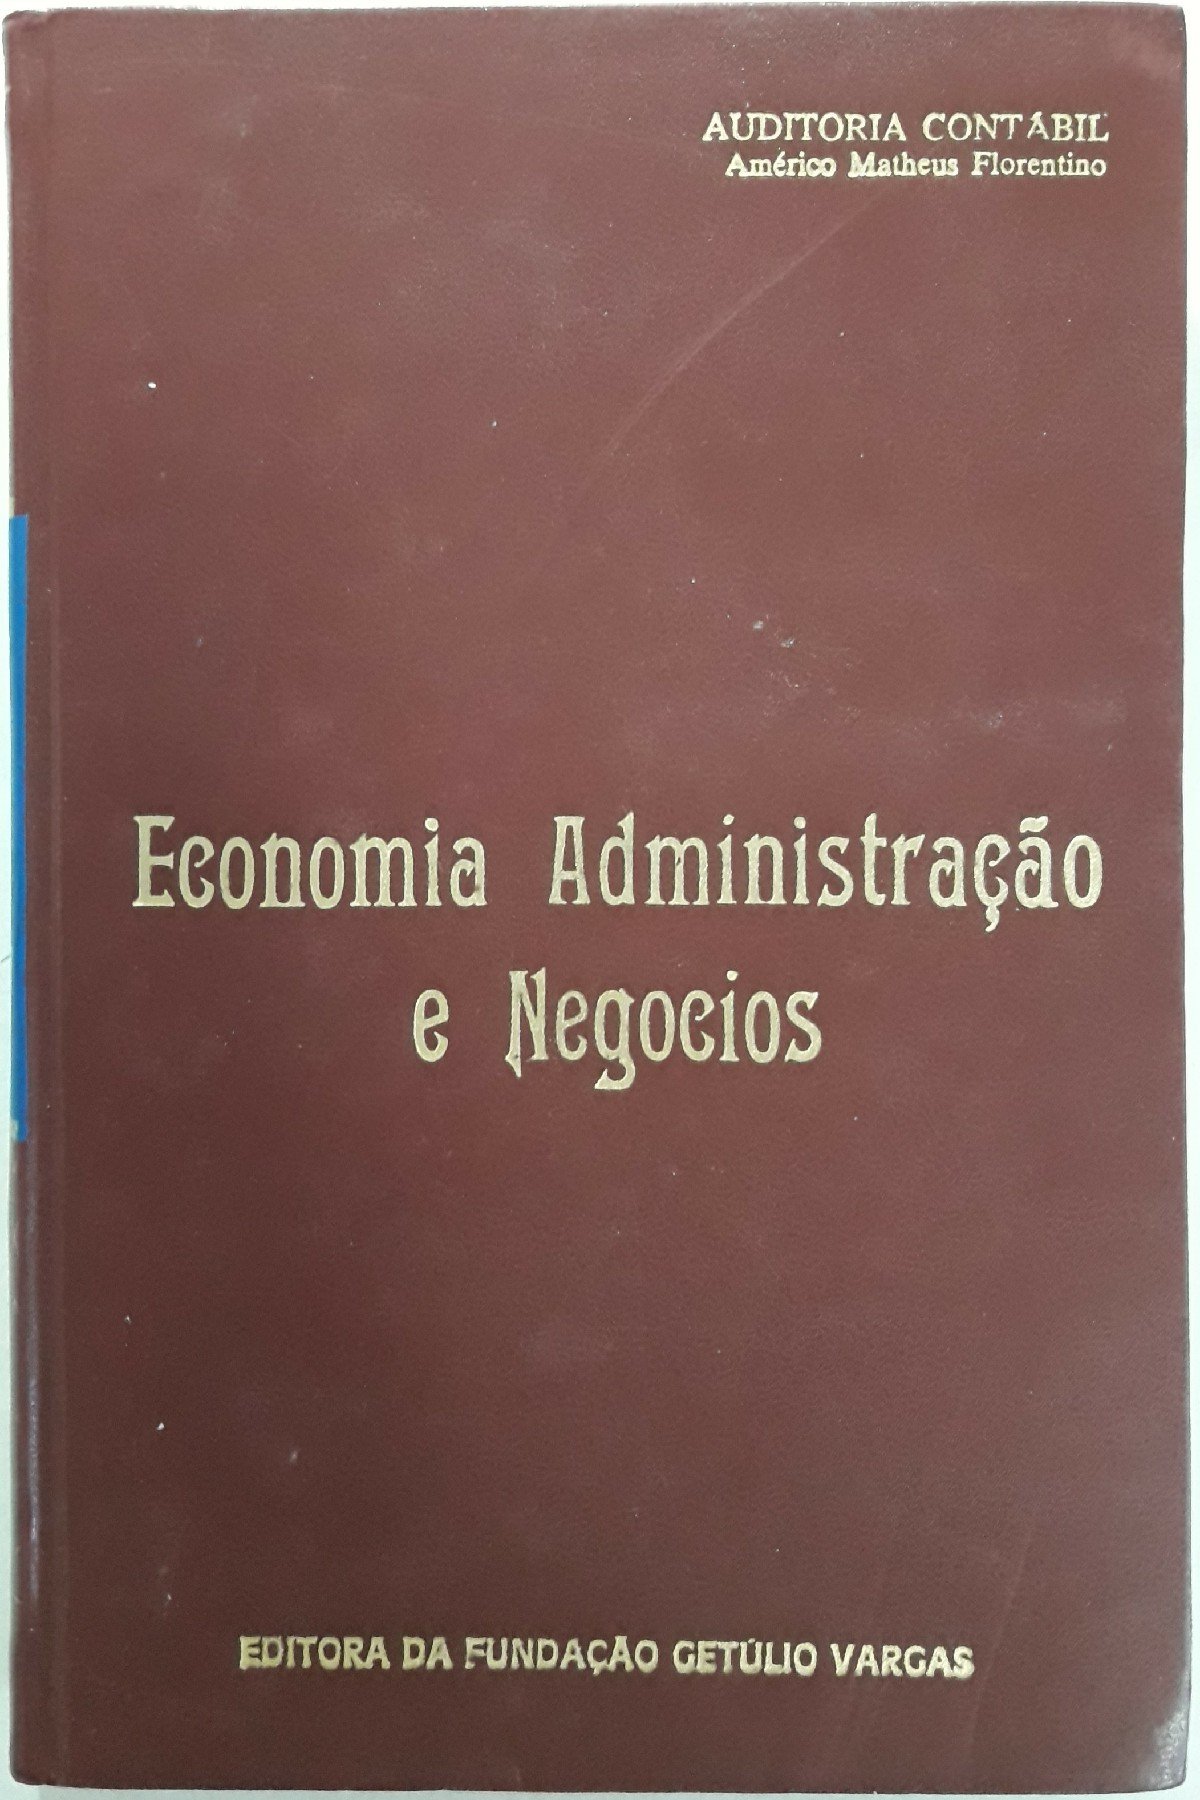 AUDITORIA CONTÁBIL
Américo Matheus Florentino
Economia Administração
e Negocios
EDITORA DA FUNDAÇÃO GETÚLIO VARGAS